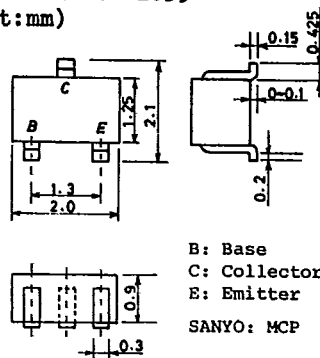 t:mm)
C
B
E
1.25
2.1
1.3
2.0
0.15
0.425
0~0.1
0.2
0.9
0.3
B: Base
C: Collector
E: Emitter
SANYO: MCP